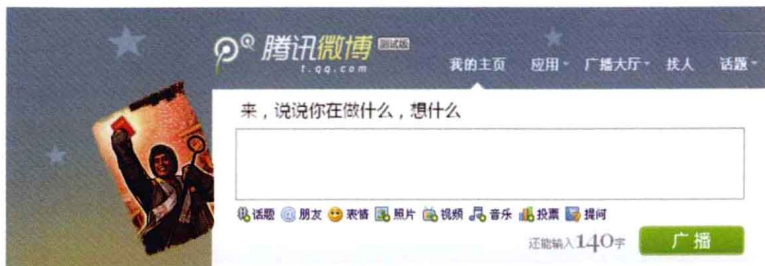 腾讯微博 测试版
t.qq.com
我的主页 应用 广播大厅 找人 话题
来，说说你在做什么，想什么
话题 朋友 表情 照片 视频 音乐 投票 提问
还能输入140字 广播